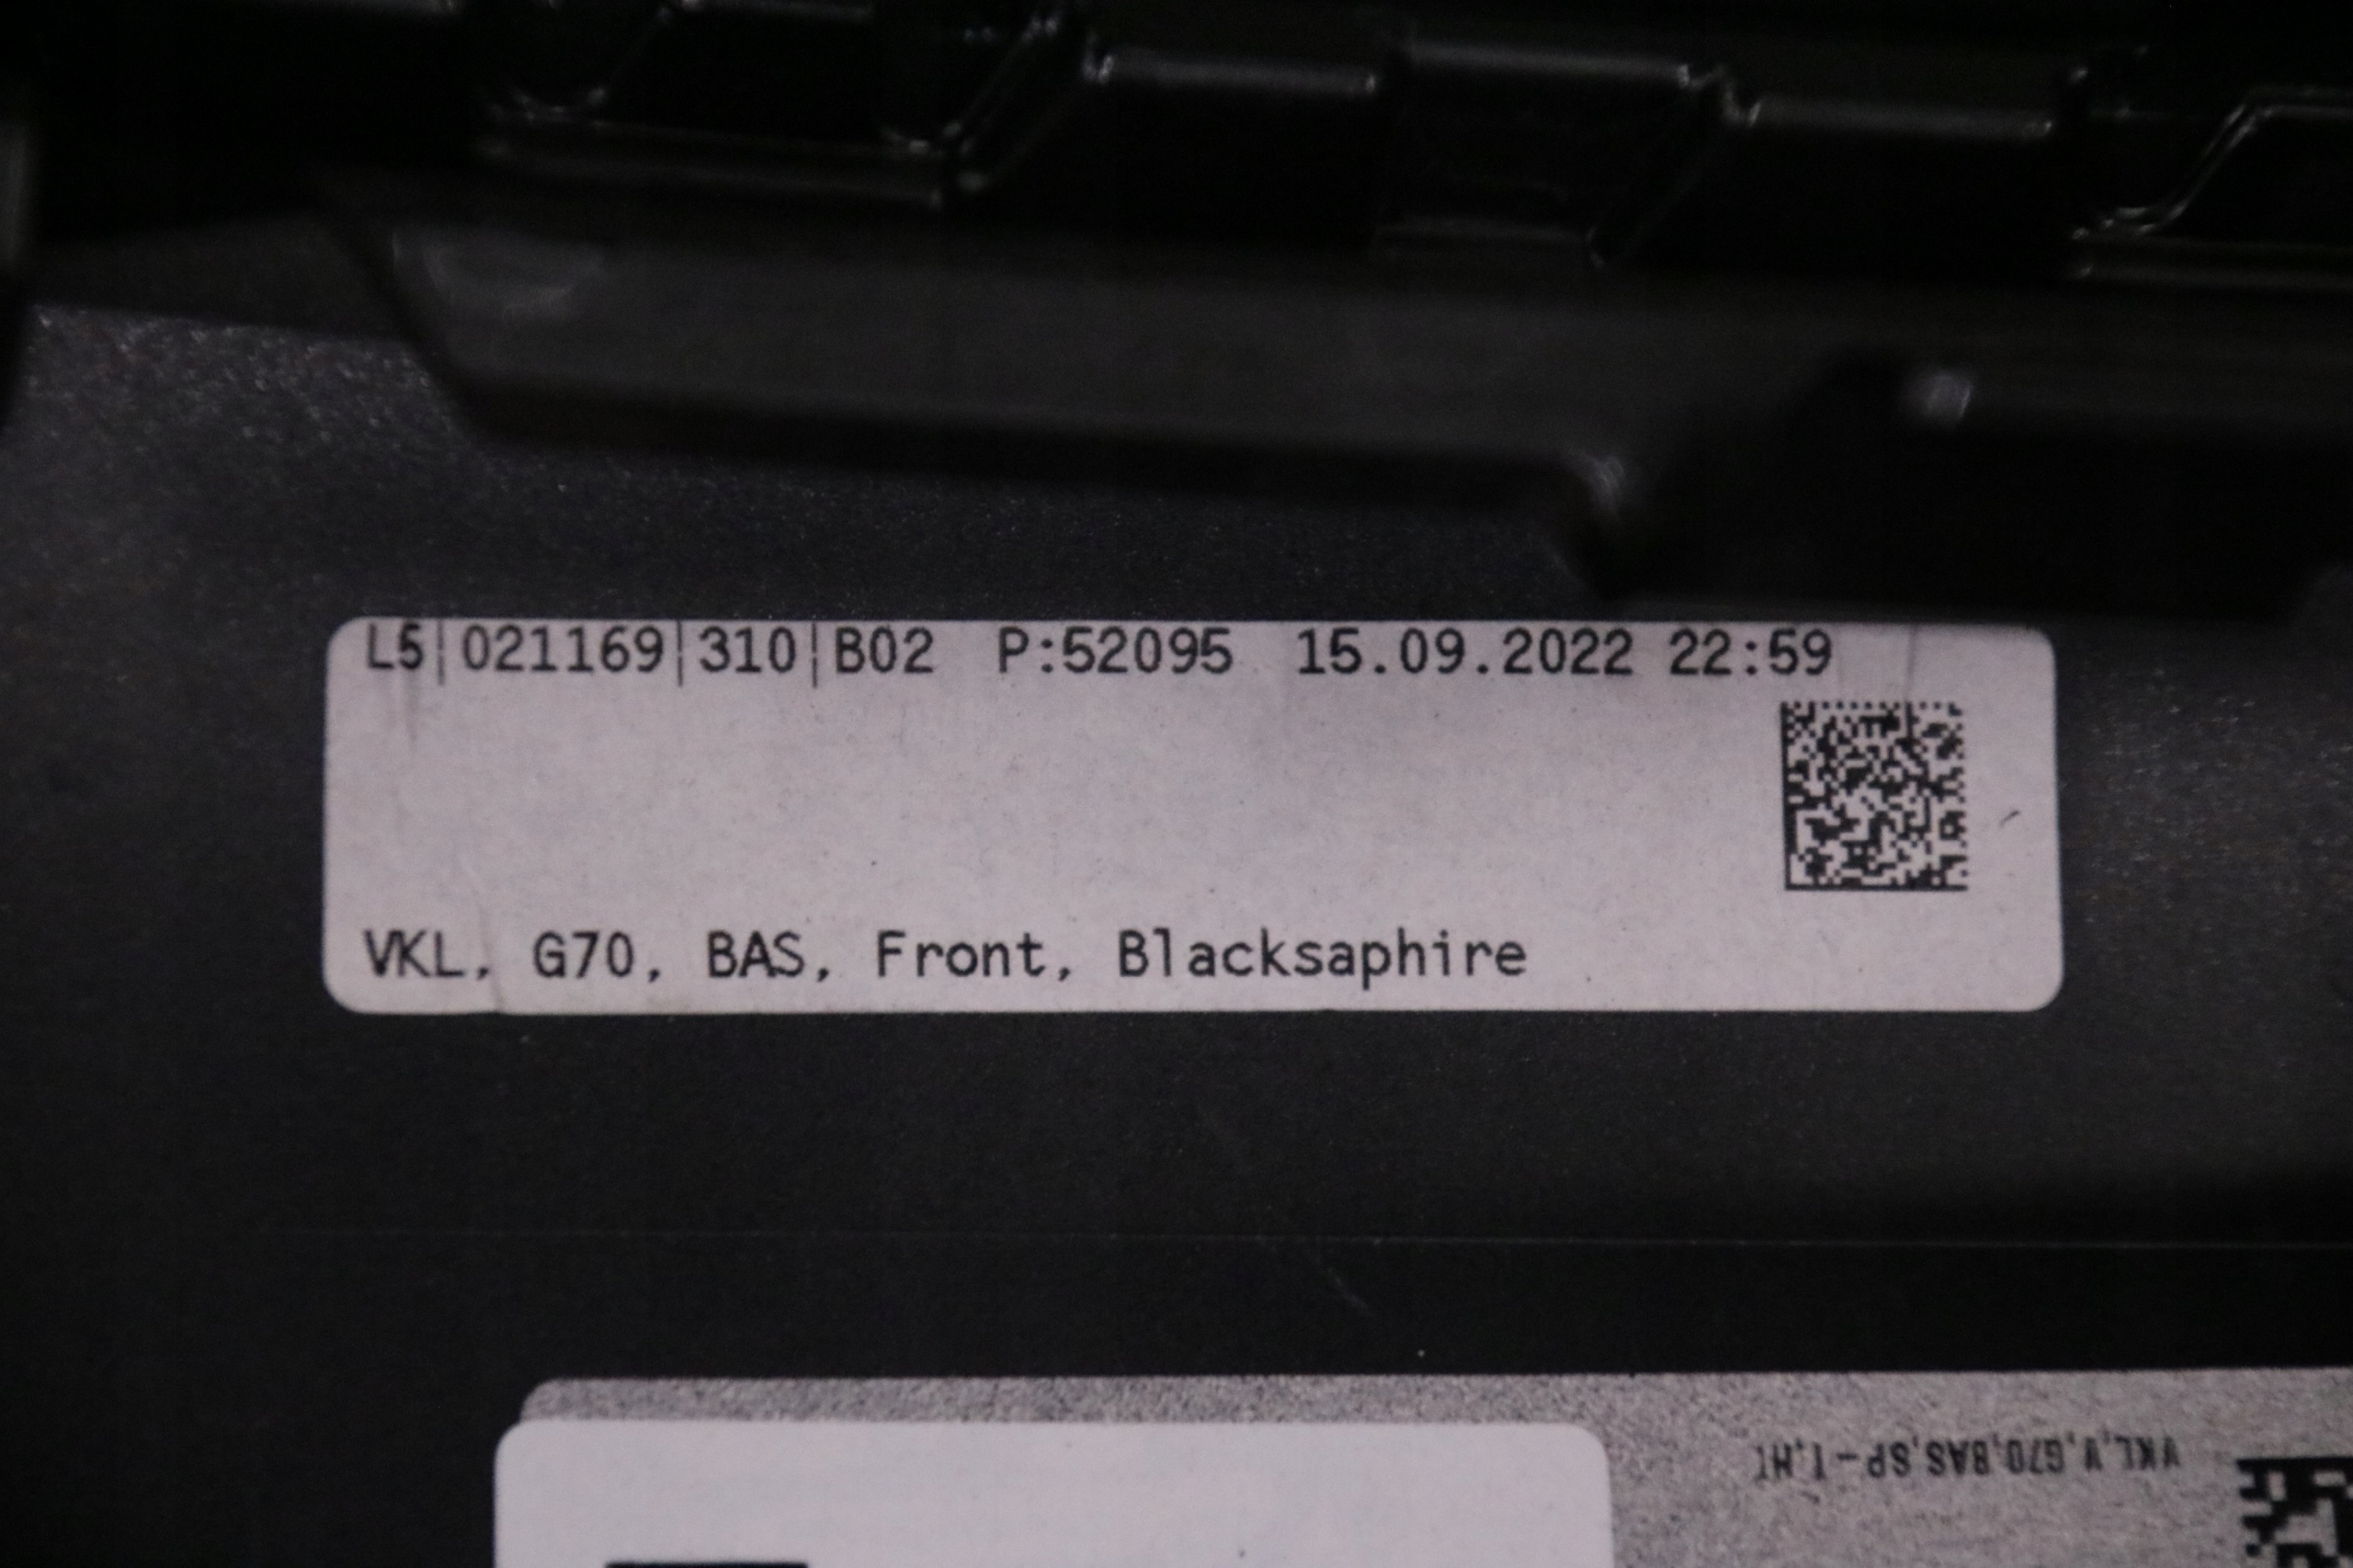 L5|021169|310|B02 P:52095 15.09.2022 22:59
VKL, G70, BAS, Front, Blacksaphire
VKL,V,G70,BAS,SP-1,H1